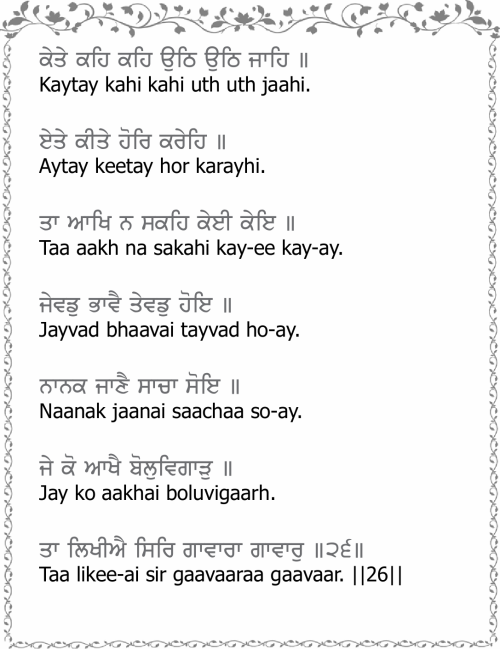 ਕੇਤੇ ਕਹਿ ਕਹਿ ਉਠਿ ਉਠਿ ਜਾਹਿ ॥
Kaytay kahi kahi uth uth jaahi.
ਏਤੇ ਕੀਤੇ ਹੋਰਿ ਕਰੇਹਿ ॥
Aytay keetay hor karayhi.
ਤਾ ਆਖਿ ਨ ਸਕਹਿ ਕੇਈ ਕੇਇ ॥
Taa aakh na sakahi kay-ee kay-ay.
ਜੇਵਡੁ ਭਾਵੈ ਤੇਵਡੁ ਹੋਇ ॥
Jayvad bhaavai tayvad ho-ay.
ਨਾਨਕ ਜਾਣੈ ਸਾਚਾ ਸੋਇ ॥
Naanak jaanai saachaa so-ay.
ਜੇ ਕੋ ਆਖੈ ਬੋਲੁਵਿਗਾੜੁ ॥
Jay ko aakhai boluvigaarh.
ਤਾ ਲਿਖੀਐ ਸਿਰਿ ਗਾਵਾਰਾ ਗਾਵਾਰੁ ॥੨੬॥
Taa likee-ai sir gaavaaraa gaavaar. ||26||